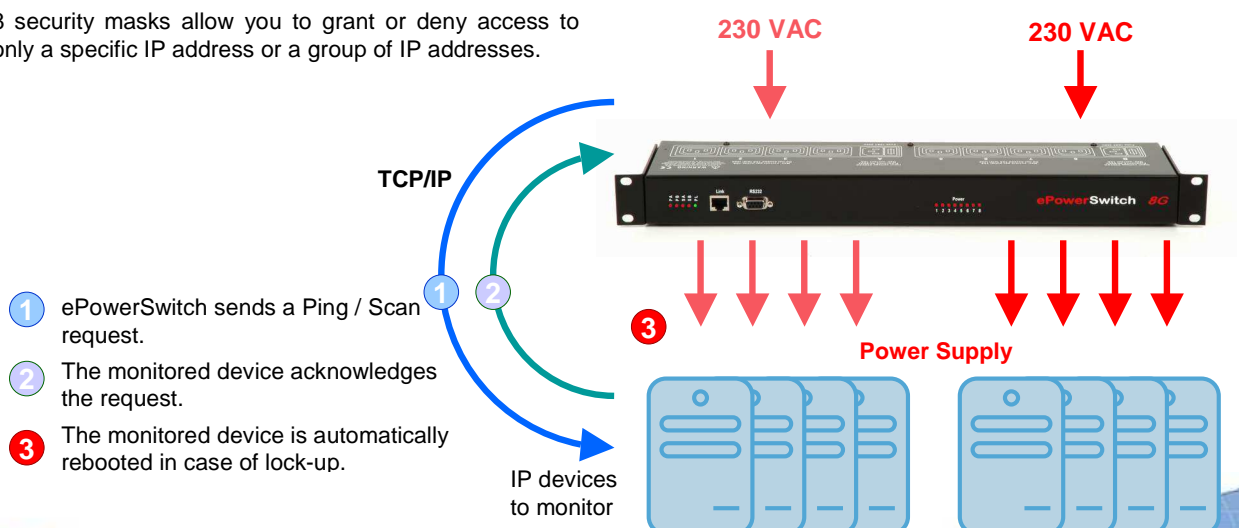 3 security masks allow you to grant or deny access to
only a specific IP address or a group of IP addresses.
230 VAC
230 VAC
TCP/IP
Link
RS232
Power
1 2 3 4 5 6 7 8
ePowerSwitch 8G
1
2
1
ePowerSwitch sends a Ping / Scan
request.
2
The monitored device acknowledges
the request.
3
The monitored device is automatically
rebooted in case of lock-up.
3
Power Supply
IP devices
to monitor